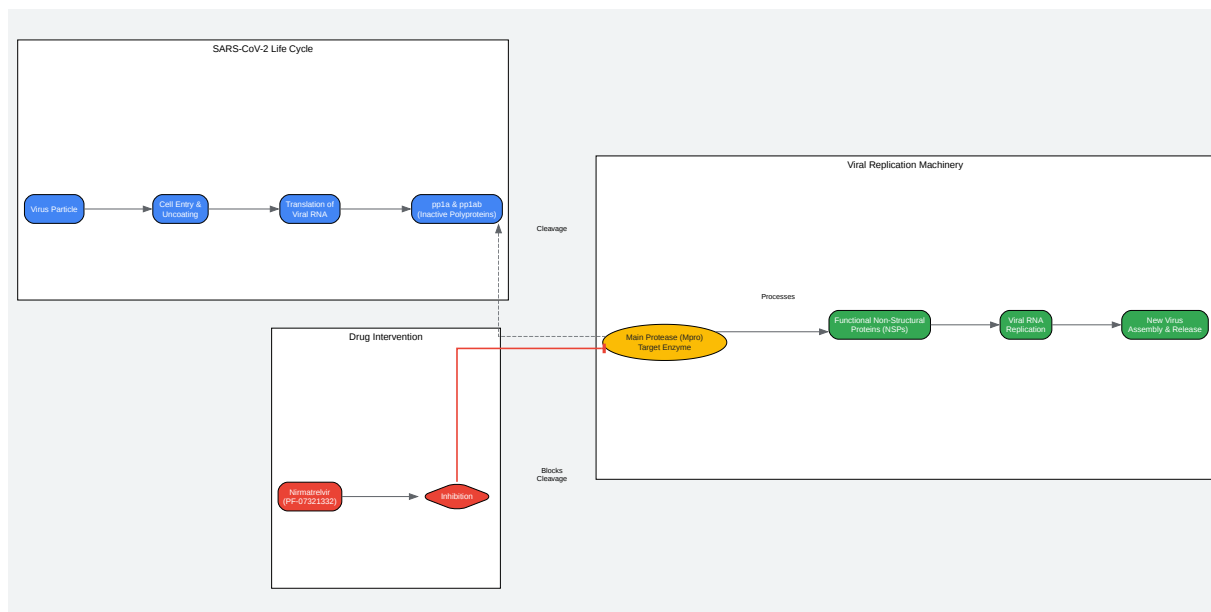 SARS-CoV-2 Life Cycle
Virus Particle
Cell Entry &
Uncoating
Translation of
Viral RNA
pp1a & pp1ab
(Inactive Polyproteins)
Cleavage
Viral Replication Machinery
Main Protease (Mpro)
Target Enzyme
Processes
Functional Non-Structural
Proteins (NSPs)
Viral RNA
Replication
New Virus
Assembly & Release
Drug Intervention
Nirmatrelvir
(PF-07321332)
Inhibition
Blocks
Cleavage